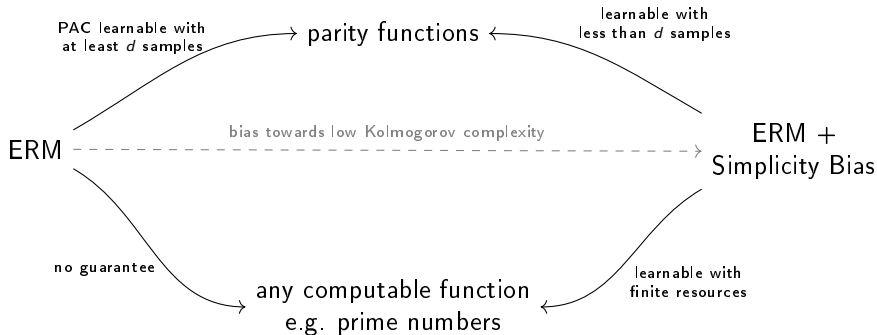 PAC learnable with
at least d samples
parity functions
learnable with
less than d samples
bias towards low Kolmogorov complexity
ERM
ERM +
Simplicity Bias
no guarantee
any computable function
e.g. prime numbers
learnable with
finite resources